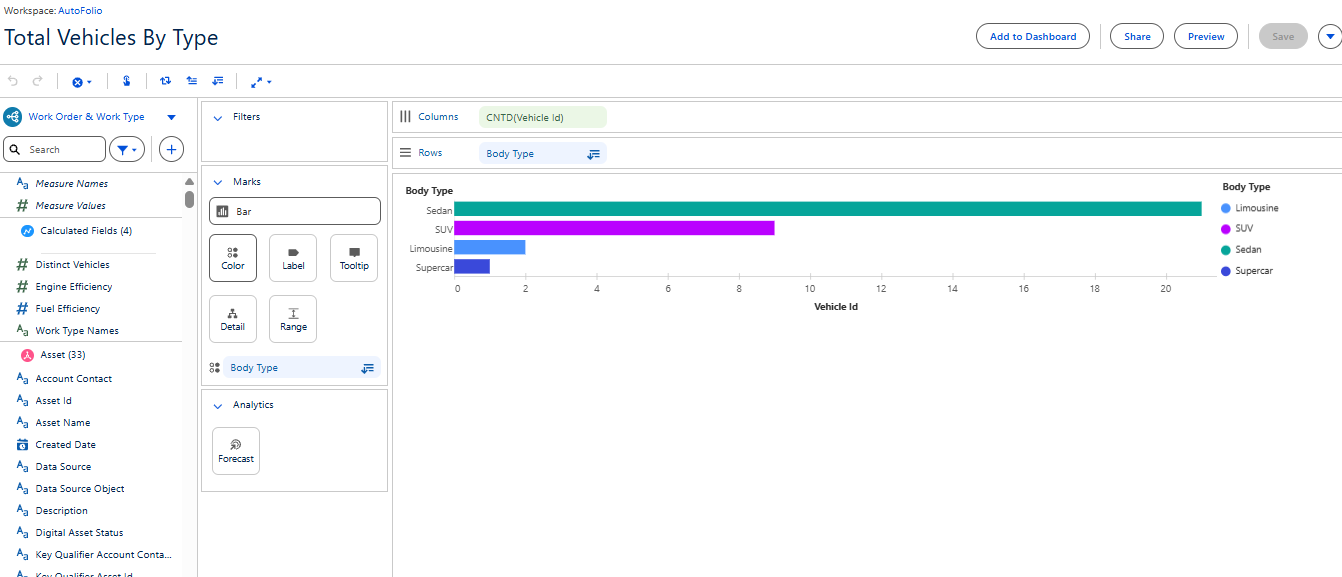 Workspace: AutoFolio
Total Vehicles By Type
Add to Dashboard
Share
Preview
Save
Work Order & Work Type
Search
Measure Names
Measure Values
Calculated Fields (4)
Distinct Vehicles
Engine Efficiency
Fuel Efficiency
Work Type Names
Asset (33)
Account Contact
Asset Id
Asset Name
Created Date
Data Source
Data Source Object
Description
Digital Asset Status
Key Qualifier Account Conta...
Key Qualifier Asset Id
Filters
Marks
Bar
Color
Label
Tooltip
Detail
Range
Body Type
Analytics
Forecast
Columns
CNTD(Vehicle Id)
Rows
Body Type
Body Type
Sedan
SUV
Limousine
Supercar
0 2 4 6 8 10 12 14 16 18 20
Vehicle Id
Body Type
Limousine
SUV
Sedan
Supercar